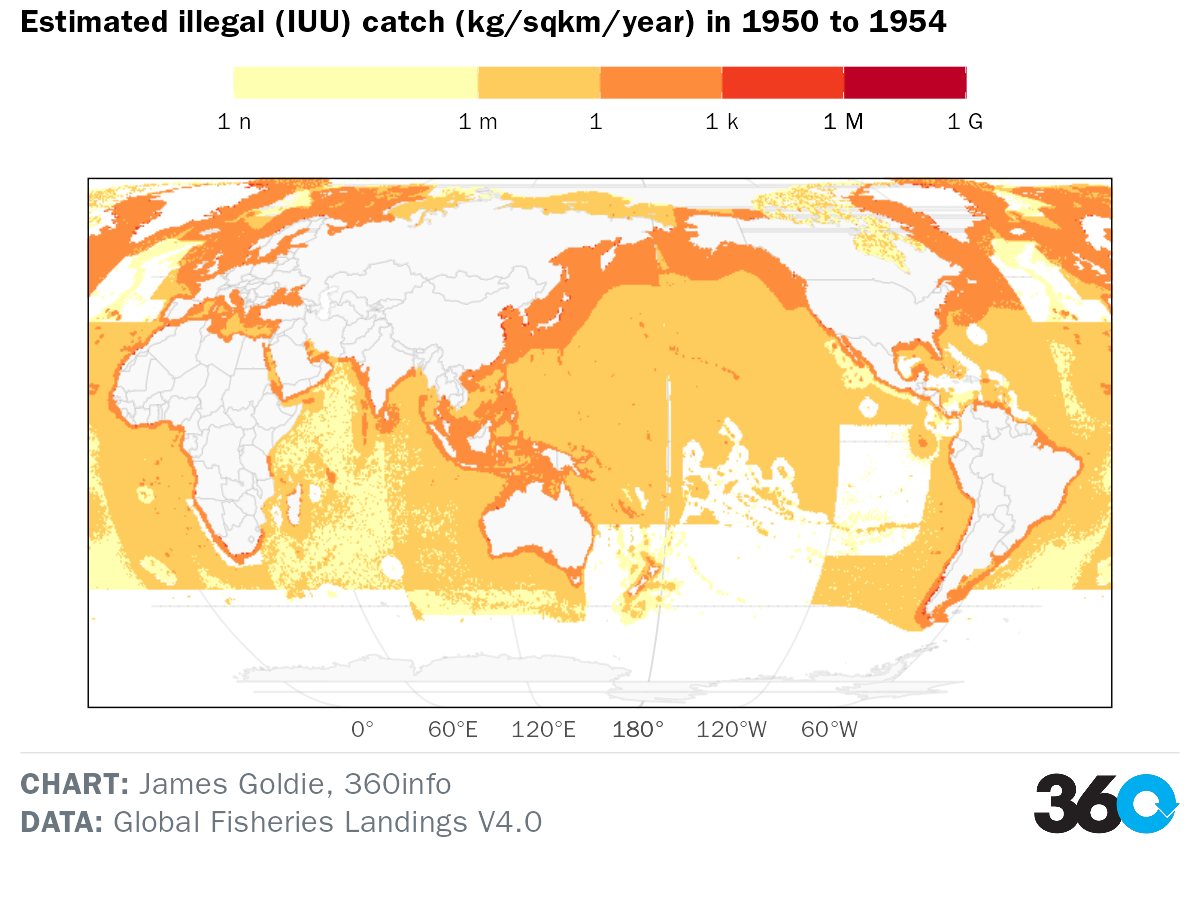 Estimated illegal (IUU) catch (kg/sqkm/year) in 1950 to 1954
1 n 1 m 1 1 k 1 M 1 G
0° 60°E 120°E 180° 120°W 60°W
CHART: James Goldie, 360info
DATA: Global Fisheries Landings V4.0
360